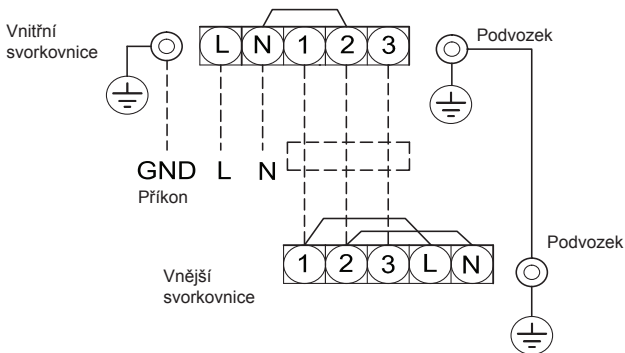 Vnitřní
svorkovnice
L N 1 2 3
Podvozek
GND L N
Příkon
1 2 3 L N
Podvozek
Vnější
svorkovnice